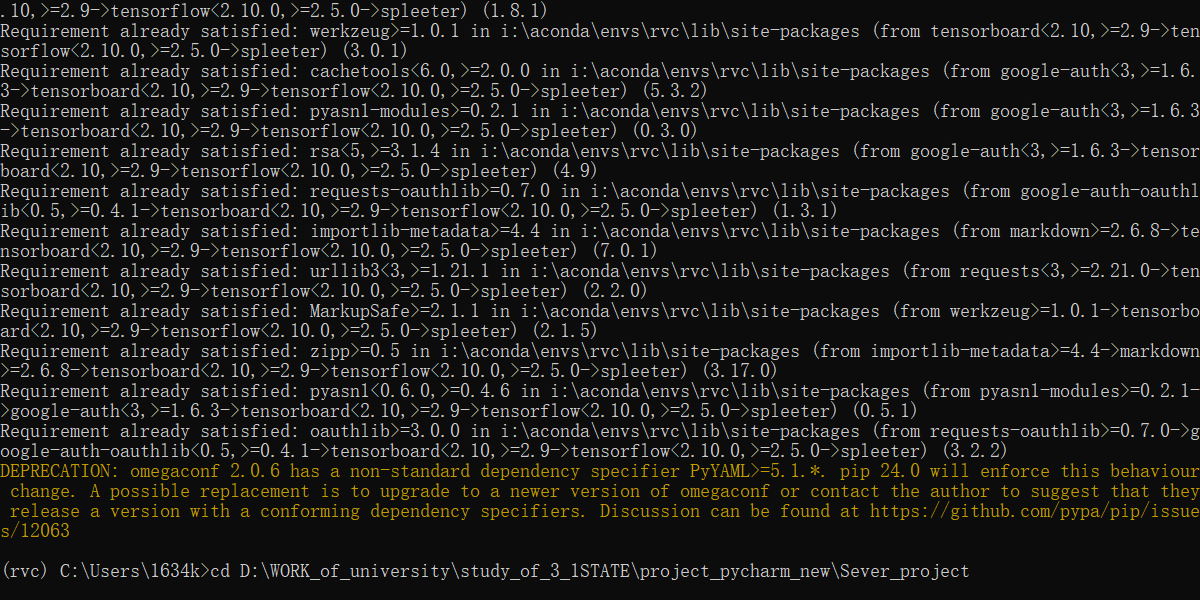 .10,>=2.9->tensorflow<2.10.0,>=2.5.0->spleeter) (1.8.1)
Requirement already satisfied: werkzeug>=1.0.1 in i:\aconda\envs\rvc\lib\site-packages (from tensorboard<2.10,>=2.9->ten
sorflow<2.10.0,>=2.5.0->spleeter) (3.0.1)
Requirement already satisfied: cachetools<6.0,>=2.0.0 in i:\aconda\envs\rvc\lib\site-packages (from google-auth<3,>=1.6.
3->tensorboard<2.10,>=2.9->tensorflow<2.10.0,>=2.5.0->spleeter) (5.3.2)
Requirement already satisfied: pyasn1-modules>=0.2.1 in i:\aconda\envs\rvc\lib\site-packages (from google-auth<3,>=1.6.3
->tensorboard<2.10,>=2.9->tensorflow<2.10.0,>=2.5.0->spleeter) (0.3.0)
Requirement already satisfied: rsa<5,>=3.1.4 in i:\aconda\envs\rvc\lib\site-packages (from google-auth<3,>=1.6.3->tensor
board<2.10,>=2.9->tensorflow<2.10.0,>=2.5.0->spleeter) (4.9)
Requirement already satisfied: requests-oauthlib>=0.7.0 in i:\aconda\envs\rvc\lib\site-packages (from google-auth-oauthl
ib<0.5,>=0.4.1->tensorboard<2.10,>=2.9->tensorflow<2.10.0,>=2.5.0->spleeter) (1.3.1)
Requirement already satisfied: importlib-metadata>=4.4 in i:\aconda\envs\rvc\lib\site-packages (from markdown>=2.6.8->te
nsorboard<2.10,>=2.9->tensorflow<2.10.0,>=2.5.0->spleeter) (7.0.1)
Requirement already satisfied: urllib3<3,>=1.21.1 in i:\aconda\envs\rvc\lib\site-packages (from requests<3,>=2.21.0->ten
sorboard<2.10,>=2.9->tensorflow<2.10.0,>=2.5.0->spleeter) (2.2.0)
Requirement already satisfied: MarkupSafe>=2.1.1 in i:\aconda\envs\rvc\lib\site-packages (from werkzeug>=1.0.1->tensorbo
ard<2.10,>=2.9->tensorflow<2.10.0,>=2.5.0->spleeter) (2.1.5)
Requirement already satisfied: zipp>=0.5 in i:\aconda\envs\rvc\lib\site-packages (from importlib-metadata>=4.4->markdown
>=2.6.8->tensorboard<2.10,>=2.9->tensorflow<2.10.0,>=2.5.0->spleeter) (3.17.0)
Requirement already satisfied: pyasn1<0.6.0,>=0.4.6 in i:\aconda\envs\rvc\lib\site-packages (from pyasn1-modules>=0.2.1-
>google-auth<3,>=1.6.3->tensorboard<2.10,>=2.9->tensorflow<2.10.0,>=2.5.0->spleeter) (0.5.1)
Requirement already satisfied: oauthlib>=3.0.0 in i:\aconda\envs\rvc\lib\site-packages (from requests-oauthlib>=0.7.0->g
oogle-auth-oauthlib<0.5,>=0.4.1->tensorboard<2.10,>=2.9->tensorflow<2.10.0,>=2.5.0->spleeter) (3.2.2)
DEPRECATION: omegaconf 2.0.6 has a non-standard dependency specifier PyYAML>=5.1.*. pip 24.0 will enforce this behaviour
 change. A possible replacement is to upgrade to a newer version of omegaconf or contact the author to suggest that they
 release a version with a conforming dependency specifiers. Discussion can be found at https://github.com/pypa/pip/issue
s/12063
(rvc) C:\Users\1634k>cd D:\WORK_of_university\study_of_3_1STATE\project_pycharm_new\Sever_project